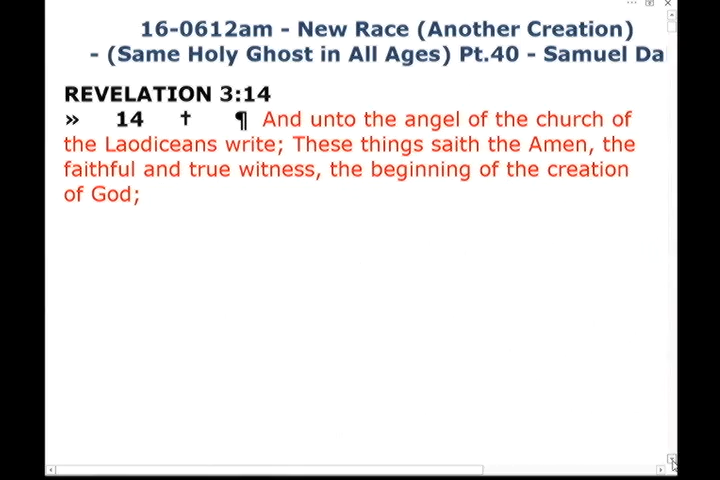 16-0612am - New Race (Another Creation)
- (Same Holy Ghost in All Ages) Pt.40 - Samuel Da
REVELATION 3:14
» 14 † ¶ And unto the angel of the church of
the Laodiceans write; These things saith the Amen, the
faithful and true witness, the beginning of the creation
of God;